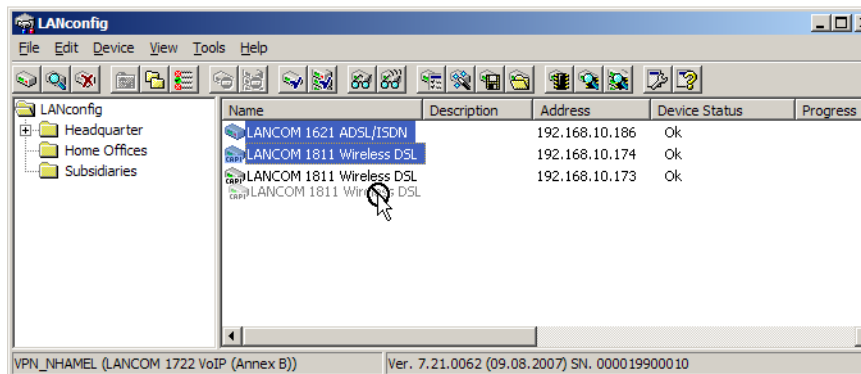 LANconfig
File Edit Device View Tools Help
LANconfig
Headquarter
Home Offices
Subsidiaries
Name Description Address Device Status Progress
LANCOM 1621 ADSL/ISDN 192.168.10.186 Ok
CAPI LANCOM 1811 Wireless DSL 192.168.10.174 Ok
CAPI LANCOM 1811 Wireless DSL 192.168.10.173 Ok
CAPI LANCOM 1811 Wireless DSL
VPN_NHAMEL (LANCOM 1722 VoIP (Annex B)) Ver. 7.21.0062 (09.08.2007) SN. 000019900010